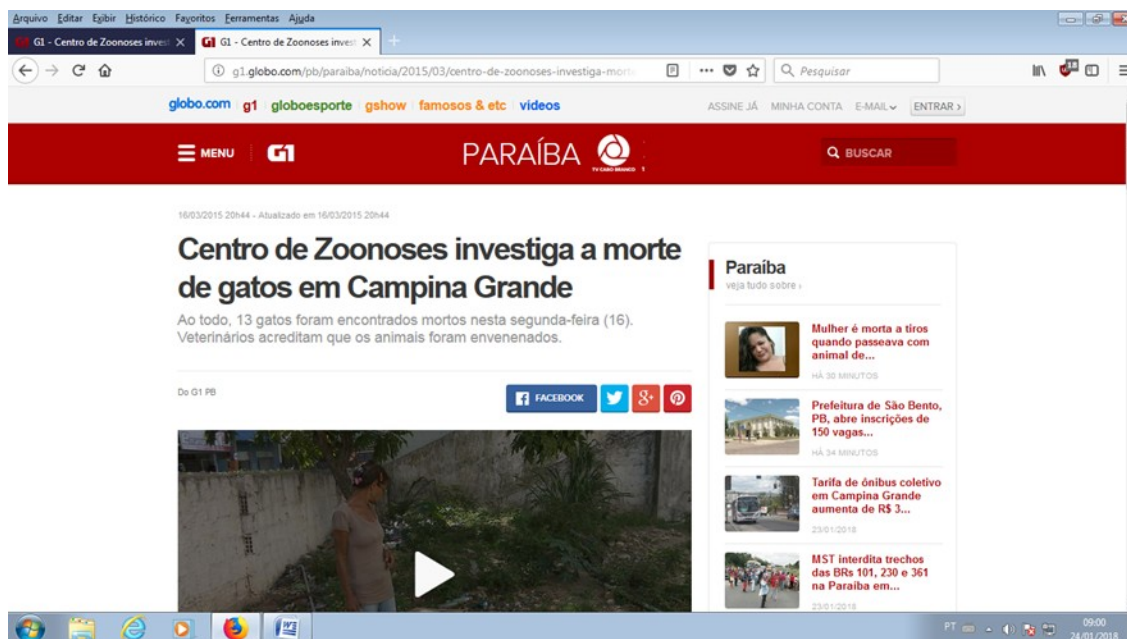 Arquivo Editar Exibir Histórico Favoritos Ferramentas Ajuda
G1 - Centro de Zoonoses inves
G1 - Centro de Zoonoses invest
g1.globo.com/pb/paraiba/noticia/2015/03/centro-de-zoonoses-investiga-morte
Pesquisar
globo.com g1 globoesporte gshow famosos & etc vídeos
ASSINE JÁ MINHA CONTA E-MAIL ENTRAR
MENU G1 PARAÍBA BUSCAR
TV CABO BRANCO
16/03/2015 20h44 - Atualizado em 16/03/2015 20h44
Centro de Zoonoses investiga a morte
de gatos em Campina Grande
Ao todo, 13 gatos foram encontrados mortos nesta segunda-feira (16).
Veterinários acreditam que os animais foram envenenados.
Do G1 PB
FACEBOOK
Paraíba
veja tudo sobre ›
Mulher é morta a tiros
quando passeava com
animal de...
HÁ 30 MINUTOS
Prefeitura de São Bento,
PB, abre inscrições de
150 vagas...
HÁ 34 MINUTOS
Tarifa de ônibus coletivo
em Campina Grande
aumenta de R$ 3...
23/01/2018
MST interdita trechos
das BRs 101, 230 e 361
na Paraíba em...
23/01/2018
PT
09:00
24/01/2018